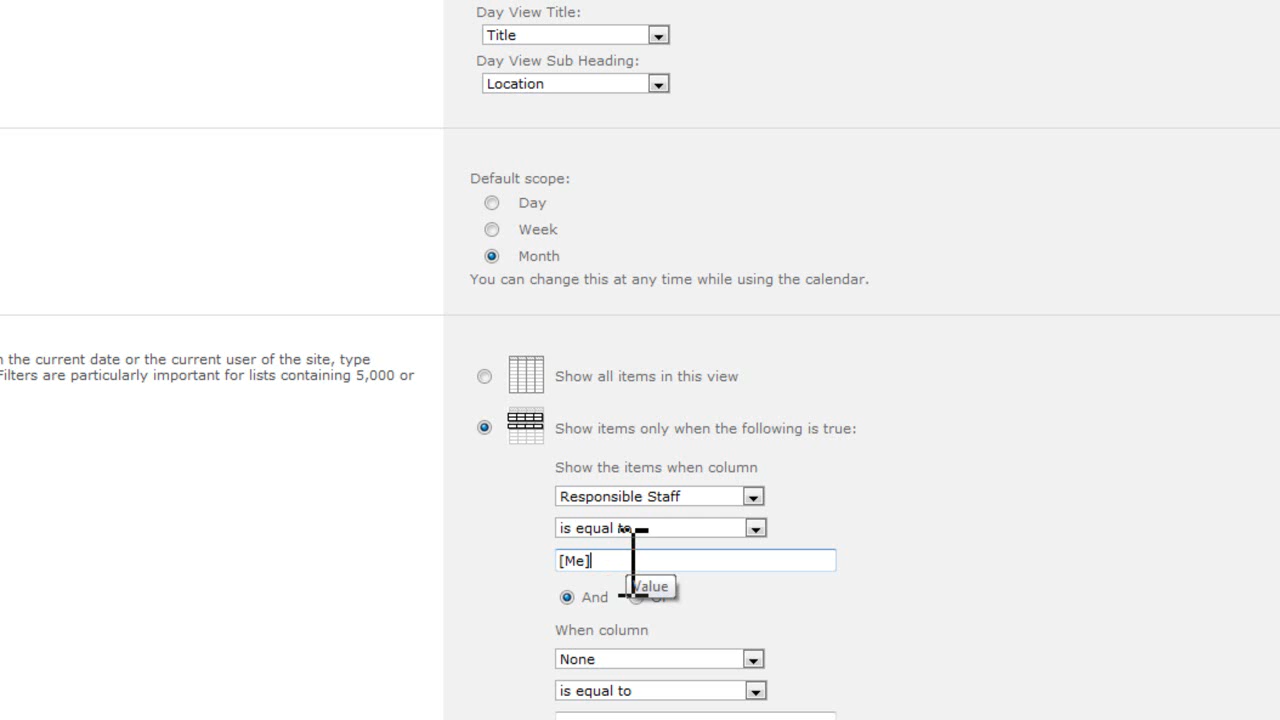 Day View Title:
Title
Day View Sub Heading:
Location
Default scope:
Day
Week
Month
You can change this at any time while using the calendar.
the current date or the current user of the site, type
Filters are particularly important for lists containing 5,000 or
Show all items in this view
Show items only when the following is true:
Show the items when column
Responsible Staff
is equal to
[Me]
Value
And
When column
None
is equal to